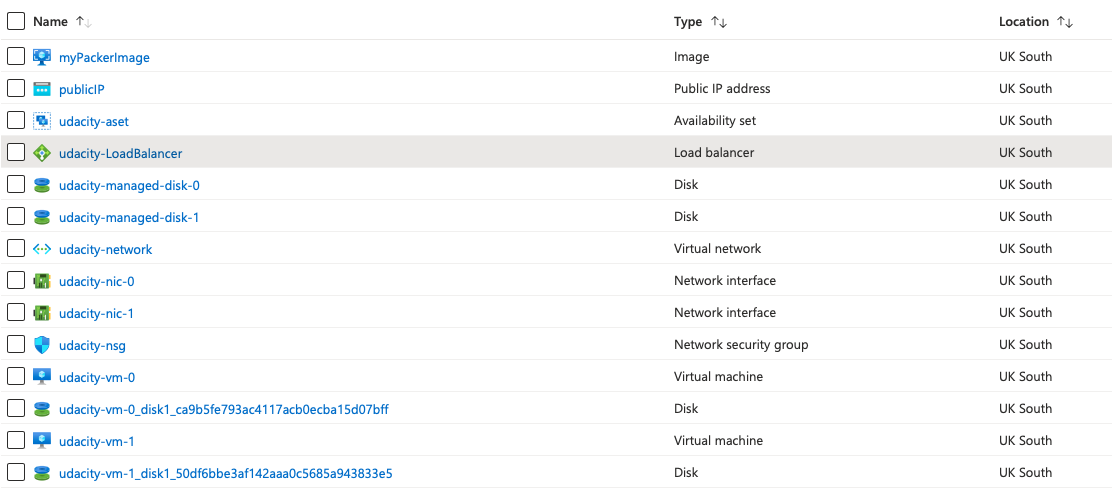 Name ↑↓ Type ↑↓ Location ↑↓
myPackerImage Image UK South
publicIP Public IP address UK South
udacity-aset Availability set UK South
udacity-LoadBalancer Load balancer UK South
udacity-managed-disk-0 Disk UK South
udacity-managed-disk-1 Disk UK South
udacity-network Virtual network UK South
udacity-nic-0 Network interface UK South
udacity-nic-1 Network interface UK South
udacity-nsg Network security group UK South
udacity-vm-0 Virtual machine UK South
udacity-vm-0_disk1_ca9b5fe793ac4117acb0ecba15d07bff Disk UK South
udacity-vm-1 Virtual machine UK South
udacity-vm-1_disk1_50df6bbe3af142aaa0c5685a943833e5 Disk UK South